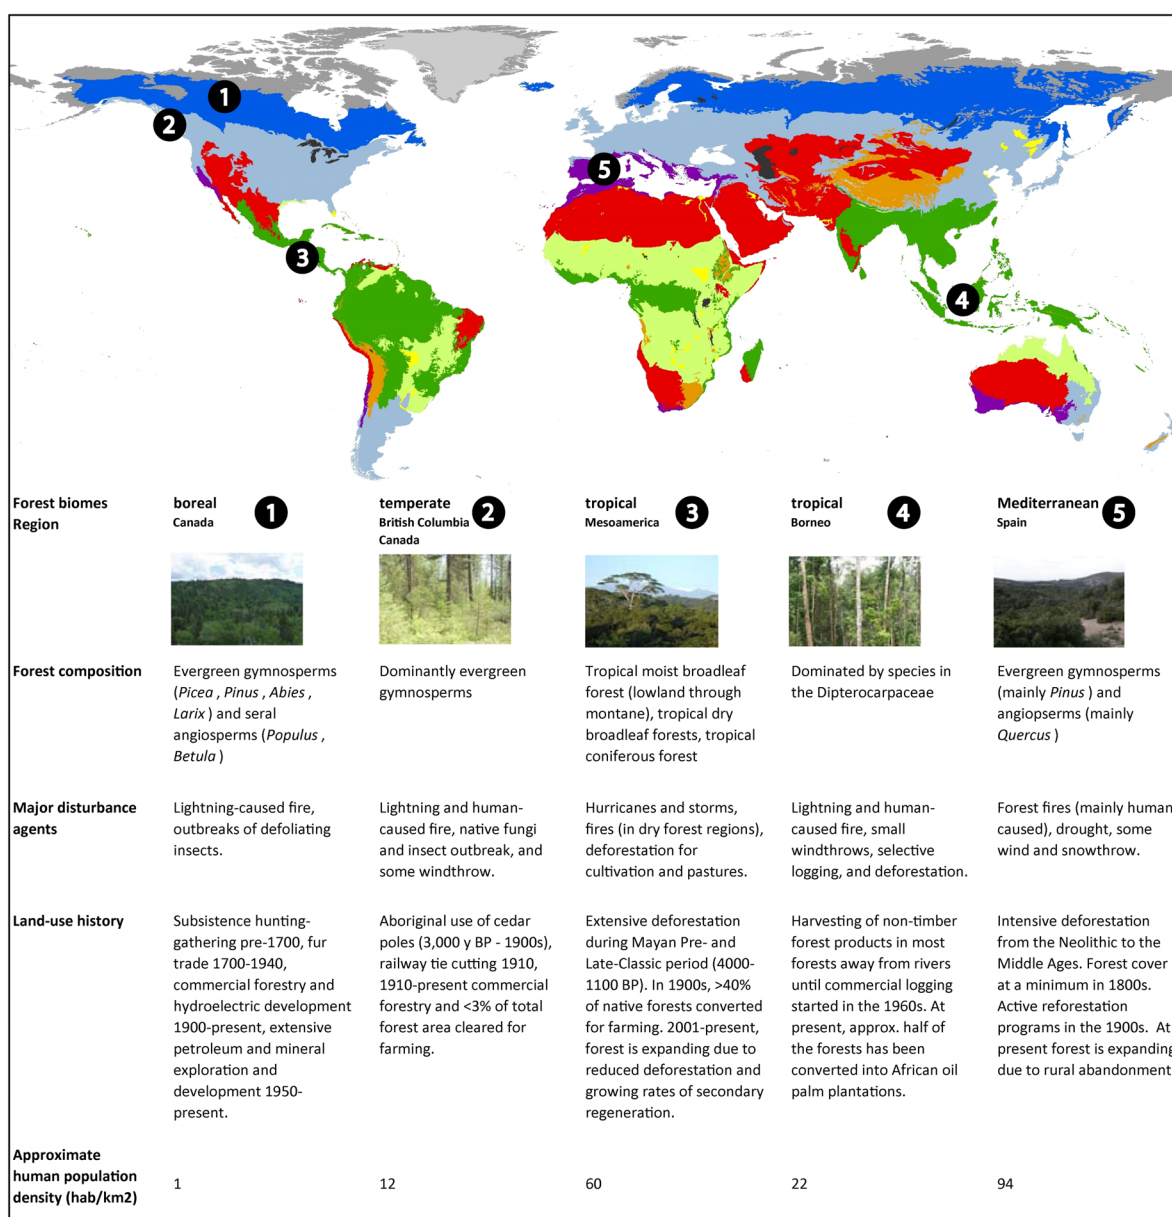 1
2
5
3
4
Forest biomes
Region
boreal
Canada
1
temperate
British Columbia
Canada
2
tropical
Mesoamerica
3
tropical
Borneo
4
Mediterranean
Spain
5
Forest composition
Evergreen gymnosperms
(Picea , Pinus , Abies ,
Larix ) and seral
angiosperms (Populus ,
Betula )
Dominantly evergreen
gymnosperms
Tropical moist broadleaf
forest (lowland through
montane), tropical dry
broadleaf forests, tropical
coniferous forest
Dominated by species in
the Dipterocarpaceae
Evergreen gymnosperms
(mainly Pinus ) and
angiopserms (mainly
Quercus )
Major disturbance
agents
Lightning-caused fire,
outbreaks of defoliating
insects.
Lightning and human-
caused fire, native fungi
and insect outbreak, and
some windthrow.
Hurricanes and storms,
fires (in dry forest regions),
deforestation for
cultivation and pastures.
Lightning and human-
caused fire, small
windthrows, selective
logging, and deforestation.
Forest fires (mainly human
caused), drought, some
wind and snowthrow.
Land-use history
Subsistence hunting-
gathering pre-1700, fur
trade 1700-1940,
commercial forestry and
hydroelectric development
1900-present, extensive
petroleum and mineral
exploration and
development 1950-
present.
Aboriginal use of cedar
poles (3,000 y BP - 1900s),
railway tie cutting 1910,
1910-present commercial
forestry and <3% of total
forest area cleared for
farming.
Extensive deforestation
during Mayan Pre- and
Late-Classic period (4000-
1100 BP). In 1900s, >40%
of native forests converted
for farming. 2001-present,
forest is expanding due to
reduced deforestation and
growing rates of secondary
regeneration.
Harvesting of non-timber
forest products in most
forests away from rivers
until commercial logging
started in the 1960s. At
present, approx. half of
the forests has been
converted into African oil
palm plantations.
Intensive deforestation
from the Neolithic to the
Middle Ages. Forest cover
at a minimum in 1800s.
Active reforestation
programs in the 1900s. At
present forest is expanding
due to rural abandonment
Approximate
human population
density (hab/km2)
1
12
60
22
94